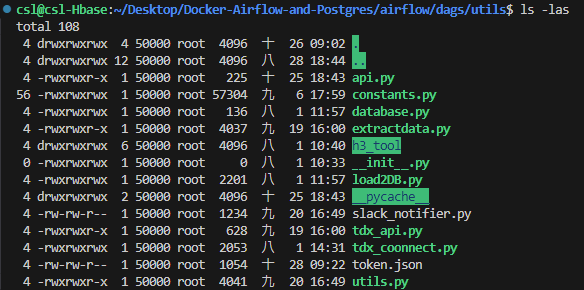 csl@csl-Hbase:~/Desktop/Docker-Airflow-and-Postgres/airflow/dags/utils$ ls -las
total 108
4 drwxrwxrwx 4 50000 root 4096 十 26 09:02 .
4 drwxrwxrwx 12 50000 root 4096 八 28 18:44 ..
4 -rwxrwxr-x 1 50000 root 225 十 25 18:43 api.py
56 -rwxrwxrwx 1 50000 root 57304 九 6 17:59 constants.py
4 -rwxrwxrwx 1 50000 root 136 八 1 11:57 database.py
4 -rwxrwxr-x 1 50000 root 4037 九 19 16:00 extractdata.py
4 drwxrwxrwx 6 50000 root 4096 八 1 10:40 h3_tool
0 -rwxrwxrwx 1 50000 root 0 八 1 10:33 __init__.py
4 -rwxrwxrwx 1 50000 root 2201 八 1 11:57 load2DB.py
4 drwxrwxrwx 2 50000 root 4096 十 25 18:43 __pycache__
4 -rw-rw-r-- 1 50000 root 1234 九 20 16:49 slack_notifier.py
4 -rwxrwxr-x 1 50000 root 628 九 19 16:00 tdx_api.py
4 -rwxrwxrwx 1 50000 root 2053 八 1 14:31 tdx_coonnect.py
4 -rw-rw-r-- 1 50000 root 1054 十 28 09:22 token.json
4 -rwxrwxr-x 1 50000 root 4041 九 20 16:49 utils.py